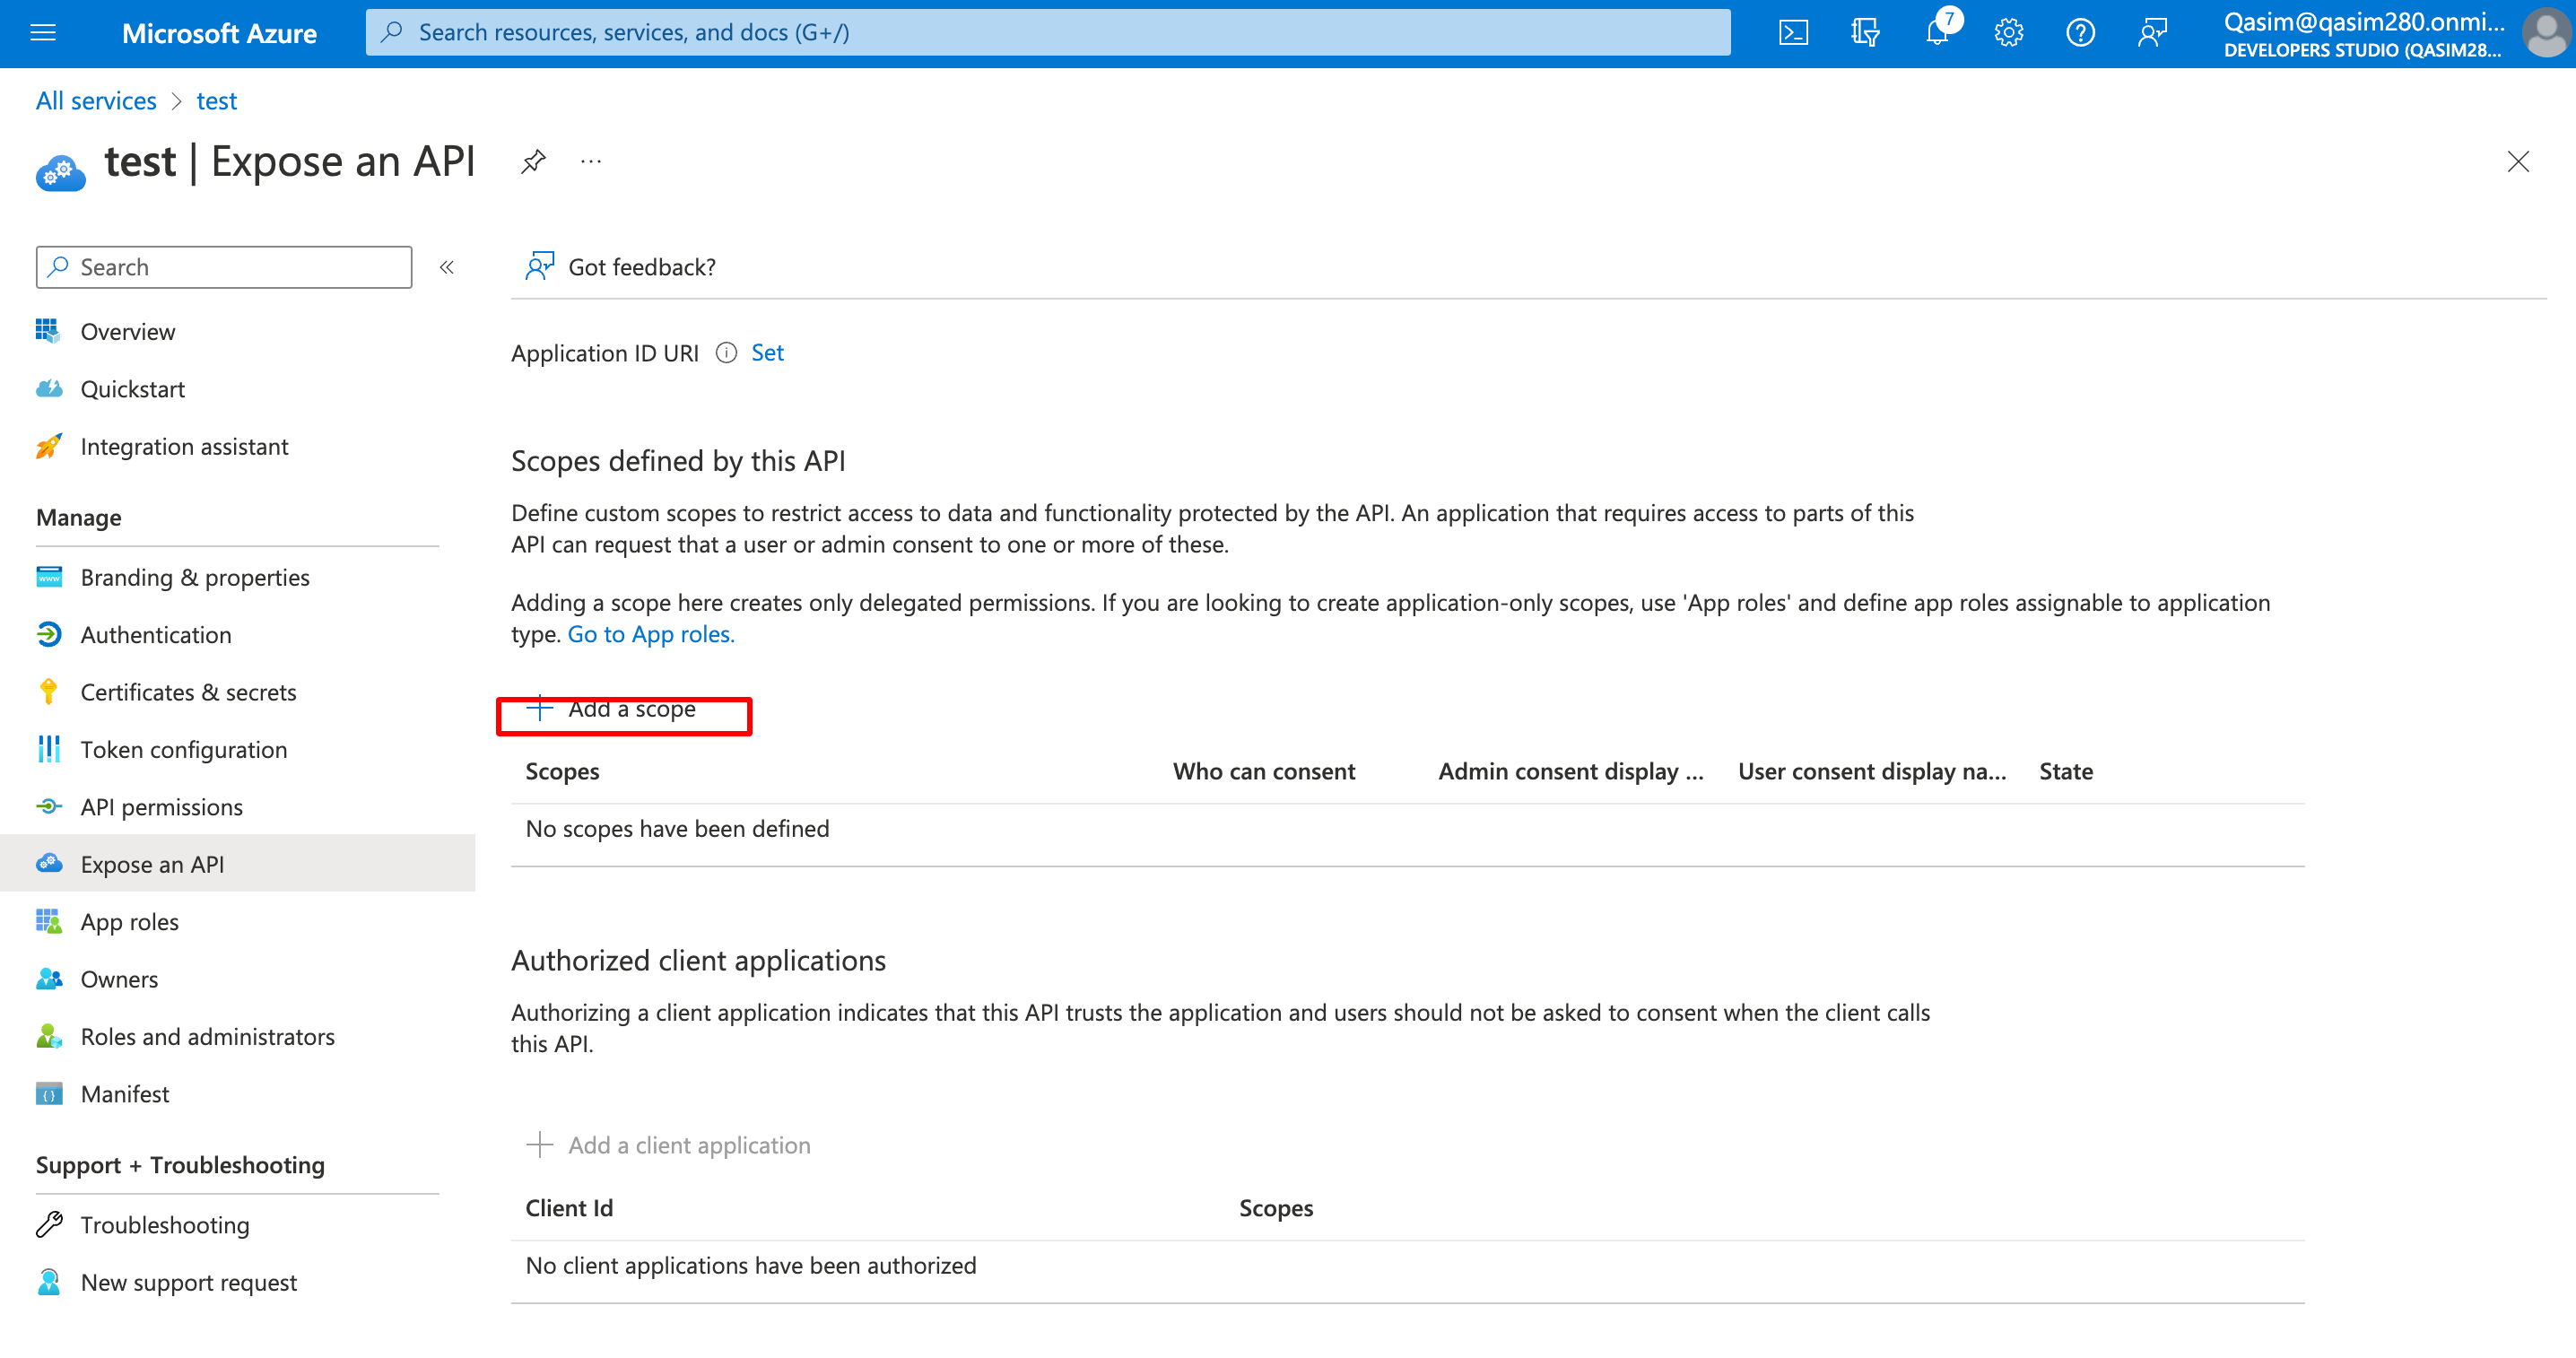 Microsoft Azure
Search resources, services, and docs (G+/)
7
Qasim@qasim280.onmi...
DEVELOPERS STUDIO (QASIM28...
All services > test
test | Expose an API
...
Search
«
Got feedback?
Overview
Quickstart
Integration assistant
Manage
Branding & properties
Authentication
Certificates & secrets
Token configuration
API permissions
Expose an API
App roles
Owners
Roles and administrators
Manifest
Support + Troubleshooting
Troubleshooting
New support request
Application ID URI Set
Scopes defined by this API
Define custom scopes to restrict access to data and functionality protected by the API. An application that requires access to parts of this
API can request that a user or admin consent to one or more of these.
Adding a scope here creates only delegated permissions. If you are looking to create application-only scopes, use 'App roles' and define app roles assignable to application
type. Go to App roles.
Add a scope
Scopes Who can consent Admin consent display ... User consent display na... State
No scopes have been defined
Authorized client applications
Authorizing a client application indicates that this API trusts the application and users should not be asked to consent when the client calls
this API.
Add a client application
Client Id Scopes
No client applications have been authorized